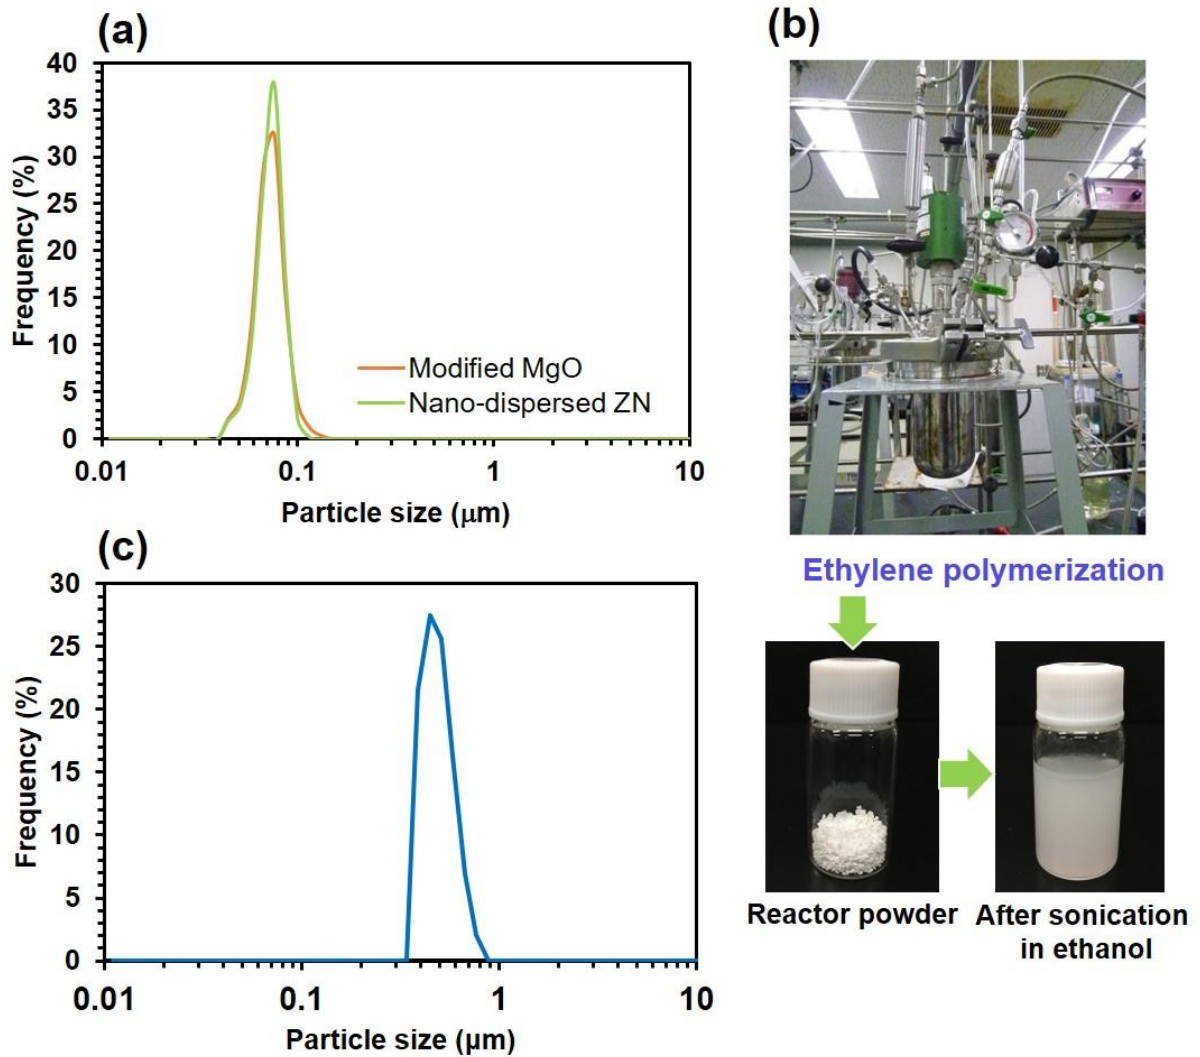 (a)
40
35
30
25
20
15
10
5
0
Frequency (%)
Modified MgO
Nano-dispersed ZN
0.01
0.1
1
10
Particle size (μm)
(b)
Ethylene polymerization
Reactor powder
After sonication
in ethanol
(c)
30
25
20
15
10
5
0
Frequency (%)
0.01
0.1
1
10
Particle size (μm)